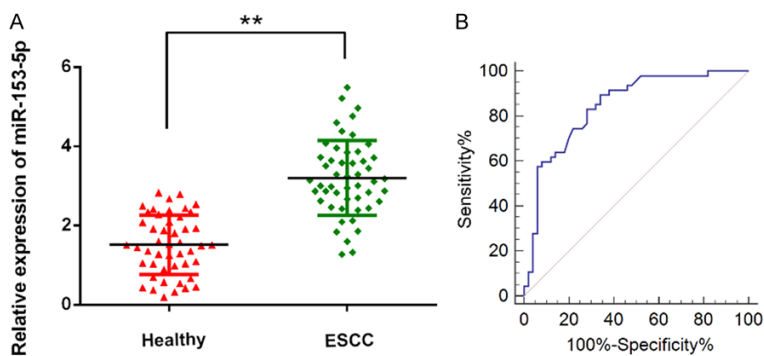 A
**
Relative expression of miR-153-5p
6
4
2
0
Healthy ESCC
B
Sensitivity%
100
80
60
40
20
0
0 20 40 60 80 100
100%-Specificity%